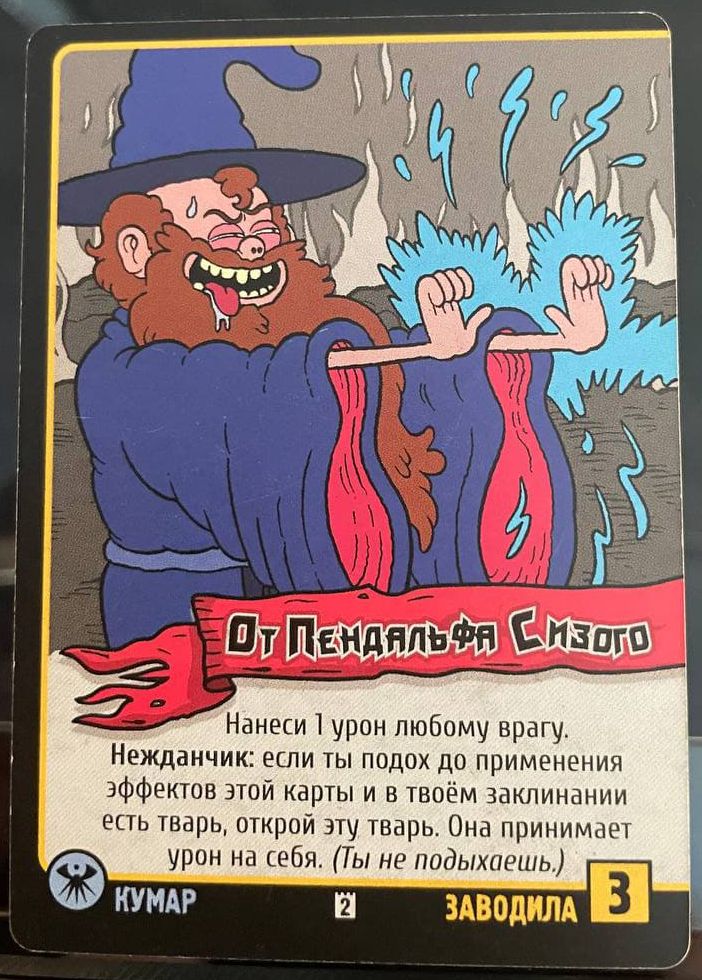 От Пендальфа Сизого
Нанеси 1 урон любому врагу.
Нежданчик: если ты подох до применения
эффектов этой карты и в твоём заклинании
есть тварь, открой эту тварь. Она принимает
урон на себя. (Ты не подыхаешь.)
КУМАР 2 ЗАВОДИЛА 3